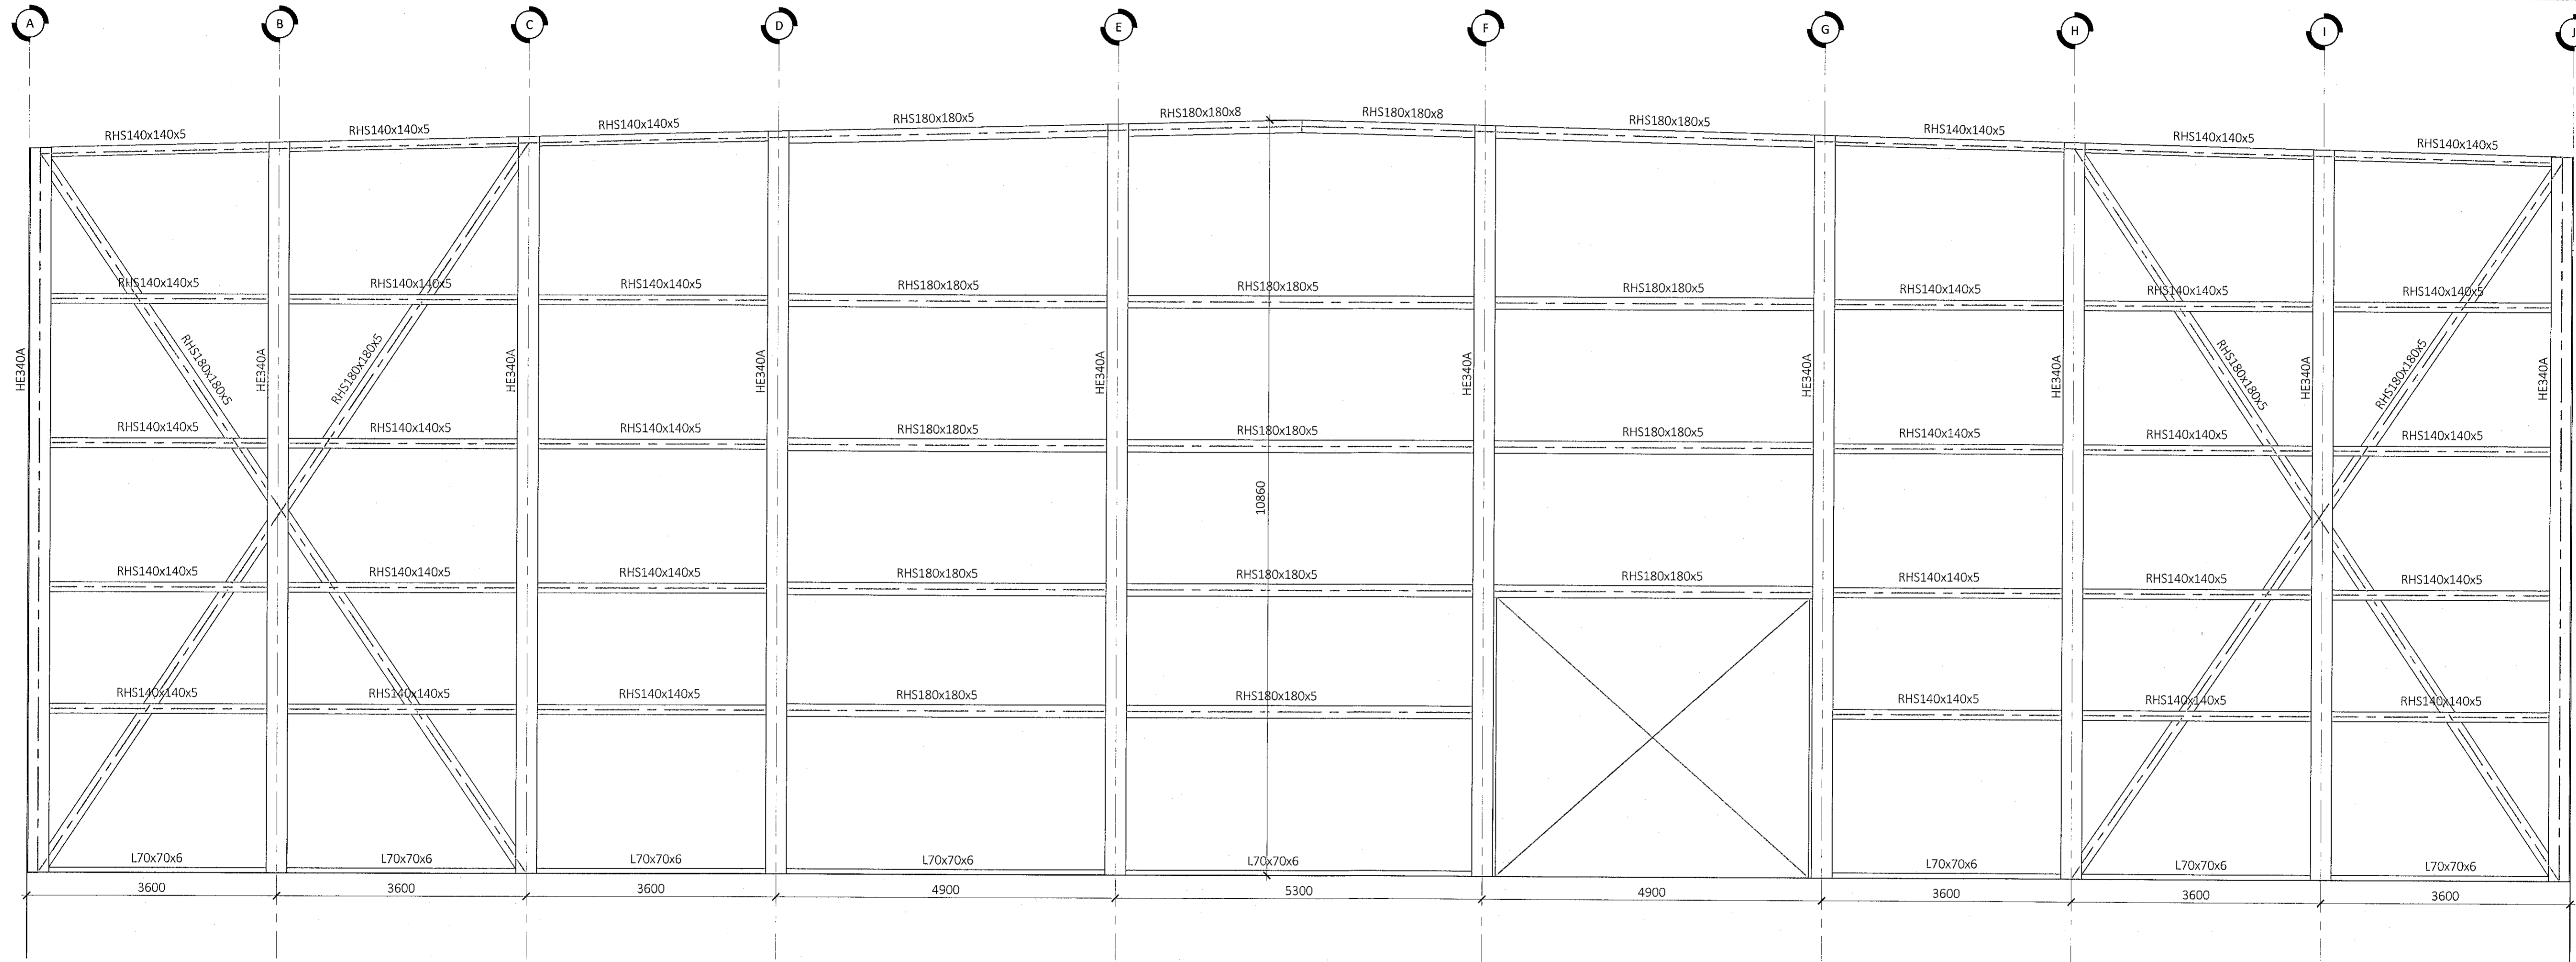 A B C D E F G H I J
RHS140x140x5 RHS140x140x5 RHS140x140x5 RHS180x180x5 RHS180x180x8 RHS180x180x8 RHS180x180x5 RHS140x140x5 RHS140x140x5 RHS140x140x5
RHS140x140x5 RHS140x140x5 RHS140x140x5 RHS180x180x5 RHS180x180x5 RHS180x180x5 RHS140x140x5 RHS140x140x5 RHS140x140x5
HE340A RHS180x180x5 HE340A RHS180x180x5 HE340A HE340A HE340A HE340A HE340A HE340A RHS180x180x5 HE340A RHS180x180x5 HE340A
RHS140x140x5 RHS140x140x5 RHS140x140x5 RHS180x180x5 RHS180x180x5 RHS180x180x5 RHS140x140x5 RHS140x140x5 RHS140x140x5
10860
RHS140x140x5 RHS140x140x5 RHS140x140x5 RHS180x180x5 RHS180x180x5 RHS180x180x5 RHS140x140x5 RHS140x140x5 RHS140x140x5
RHS140x140x5 RHS140x140x5 RHS140x140x5 RHS180x180x5 RHS180x180x5 RHS140x140x5 RHS140x140x5 RHS140x140x5
L70x70x6 L70x70x6 L70x70x6 L70x70x6 L70x70x6 L70x70x6 L70x70x6 L70x70x6
3600 3600 3600 4900 5300 4900 3600 3600 3600